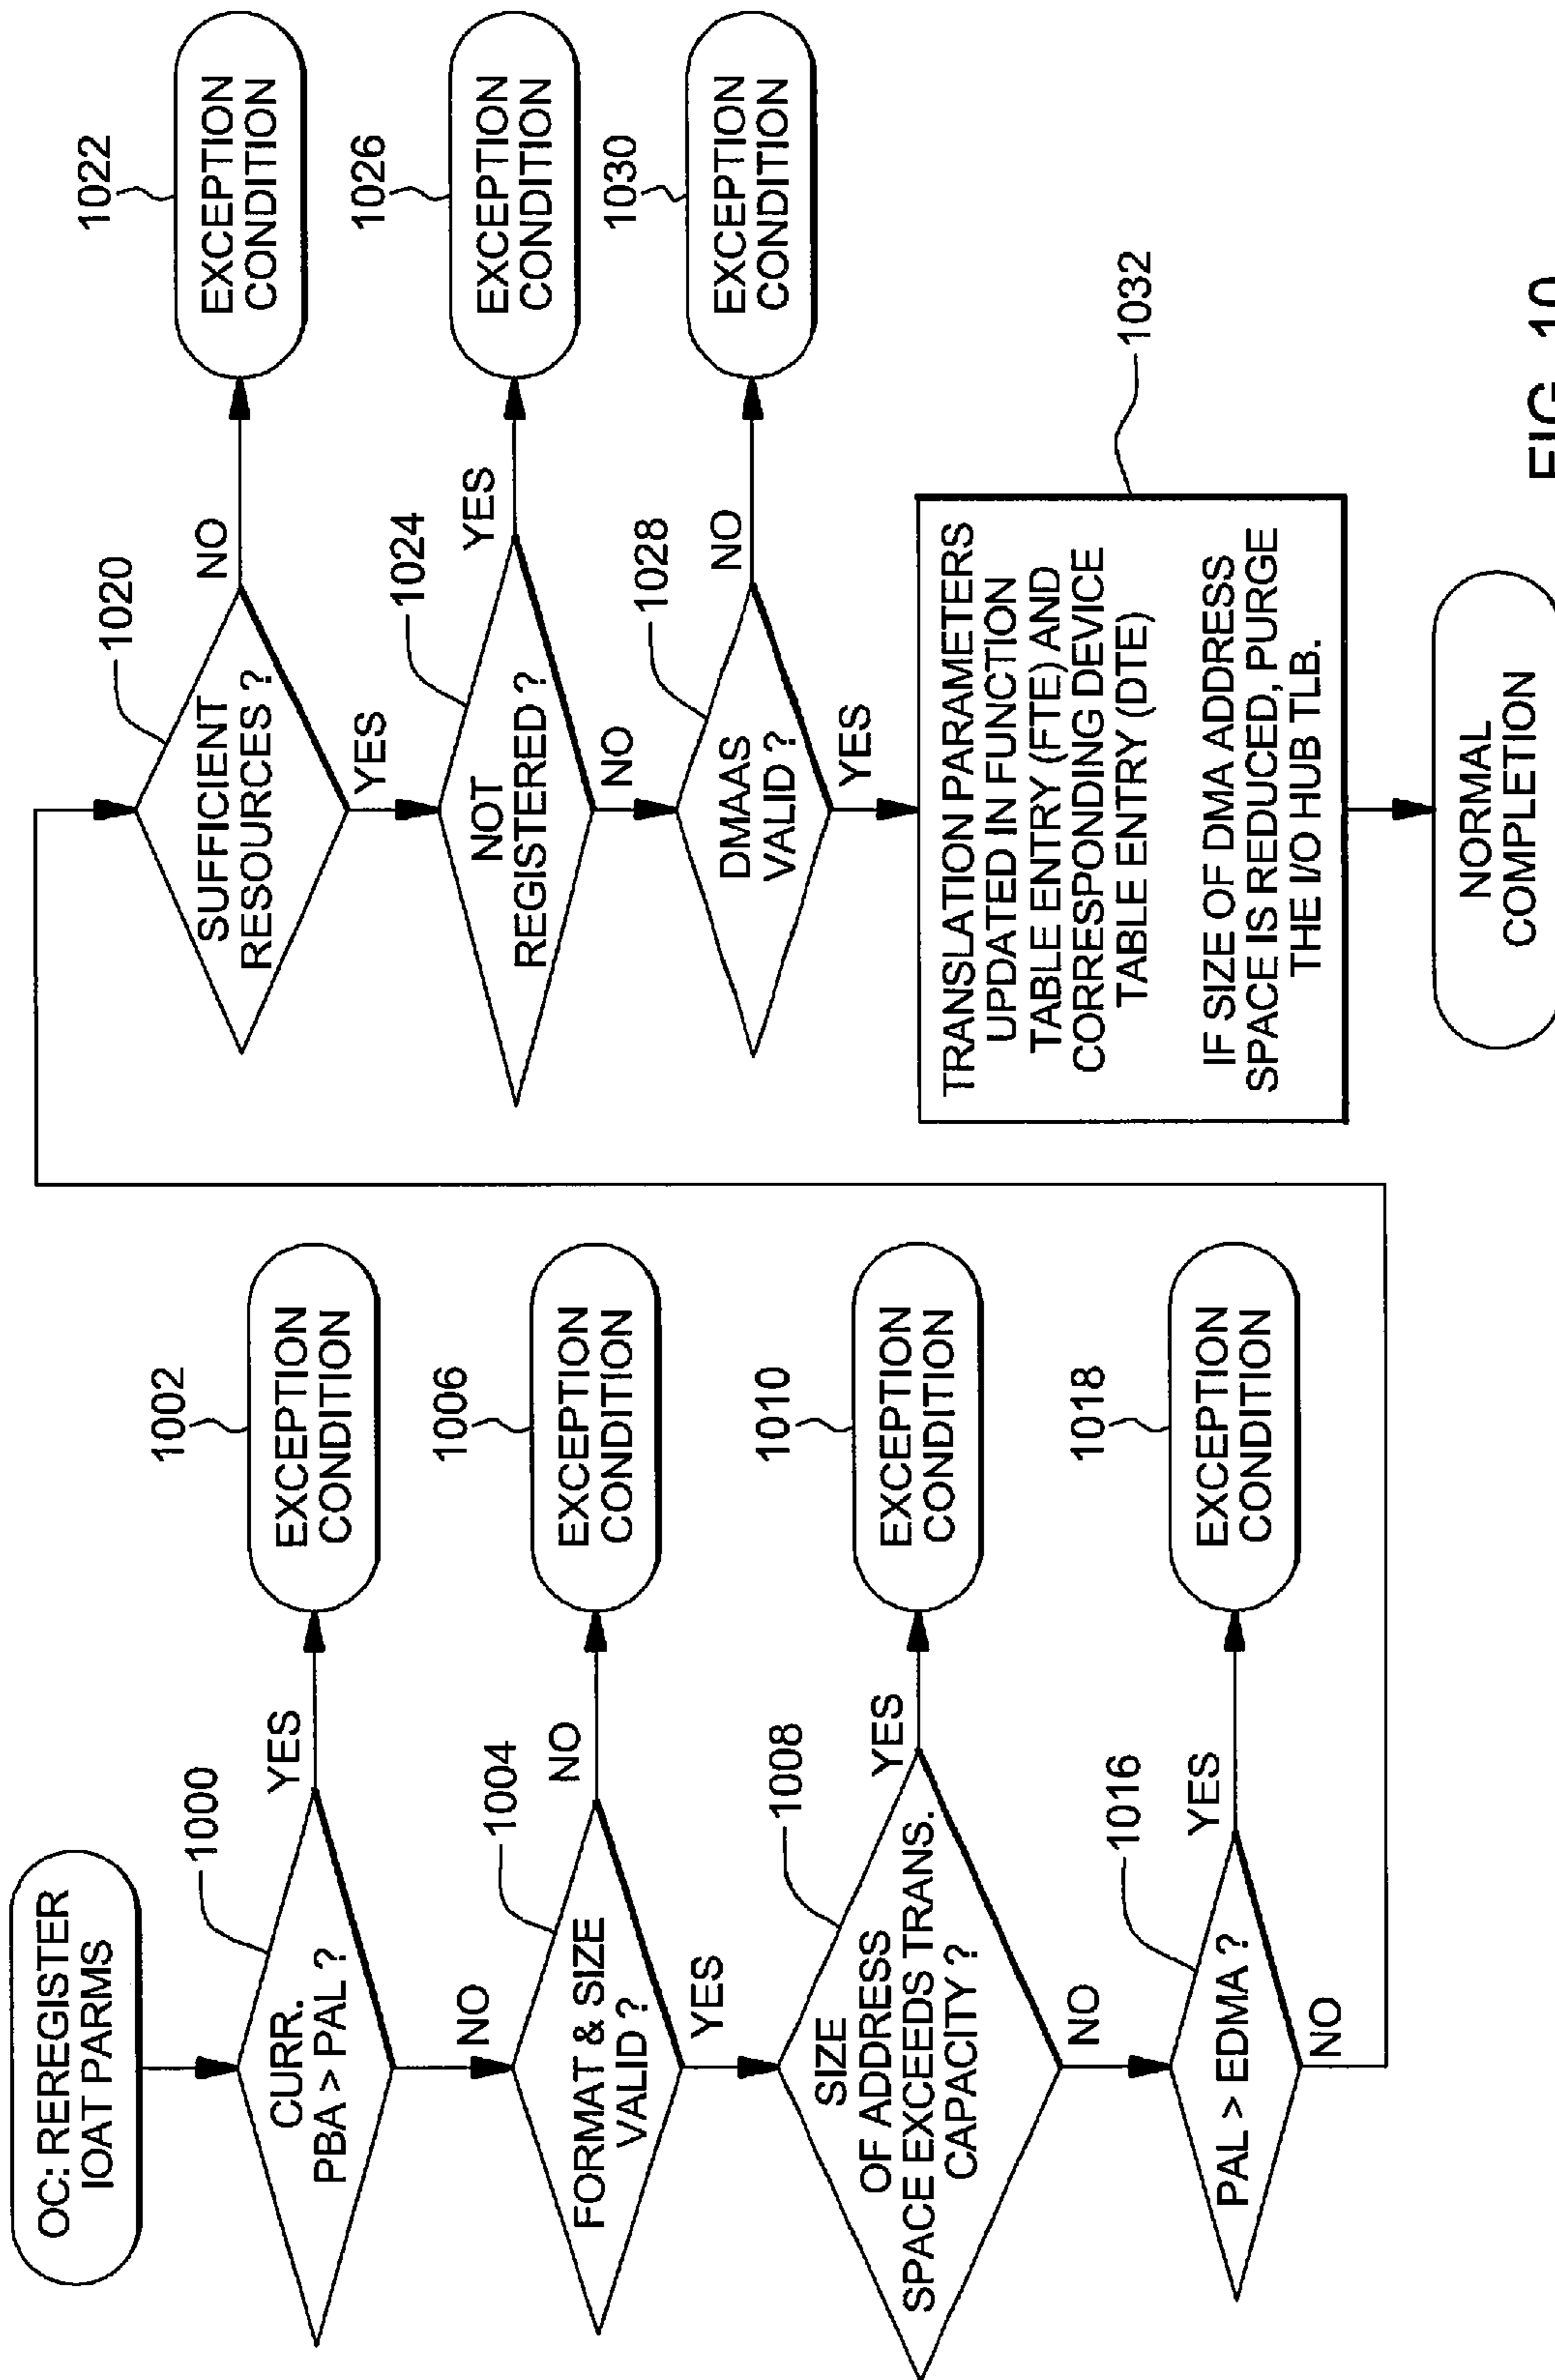 OC: REREGISTER
IOAT PARMS
1000
CURR.
PBA > PAL ?
YES
1002
EXCEPTION
CONDITION
NO
1004
FORMAT & SIZE
VALID ?
NO
1006
EXCEPTION
CONDITION
YES
1008
SIZE
OF ADDRESS
SPACE EXCEEDS TRANS.
CAPACITY ?
YES
1010
EXCEPTION
CONDITION
NO
1016
PAL > EDMA ?
YES
1018
EXCEPTION
CONDITION
NO
1020
SUFFICIENT
RESOURCES ?
NO
1022
EXCEPTION
CONDITION
YES
1024
NOT
REGISTERED ?
YES
1026
EXCEPTION
CONDITION
NO
1028
DMAAS
VALID ?
NO
1030
EXCEPTION
CONDITION
YES
1032
TRANSLATION PARAMETERS
UPDATED IN FUNCTION
TABLE ENTRY (FTE) AND
CORRESPONDING DEVICE
TABLE ENTRY (DTE)
IF SIZE OF DMA ADDRESS
SPACE IS REDUCED, PURGE
THE I/O HUB TLB.
NORMAL
COMPLETION
FIG. 10